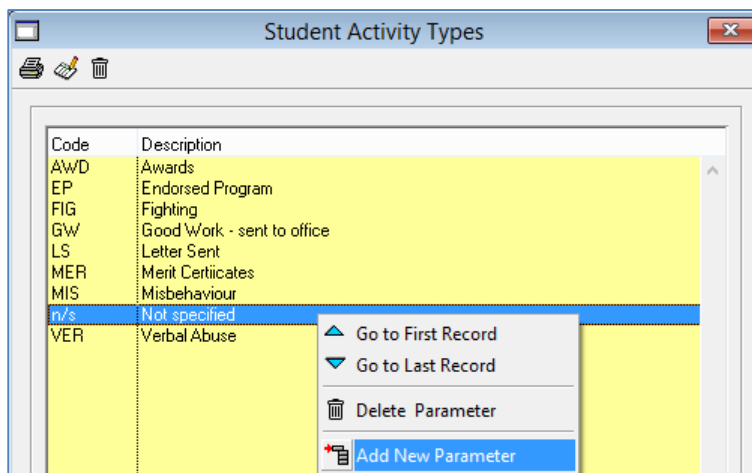 Student Activity Types
Code Description
AWD Awards
EP Endorsed Program
FIG Fighting
GW Good Work - sent to office
LS Letter Sent
MER Merit Certiicates
MIS Misbehaviour
n/s Not specified
VER Verbal Abuse
Go to First Record
Go to Last Record
Delete Parameter
Add New Parameter